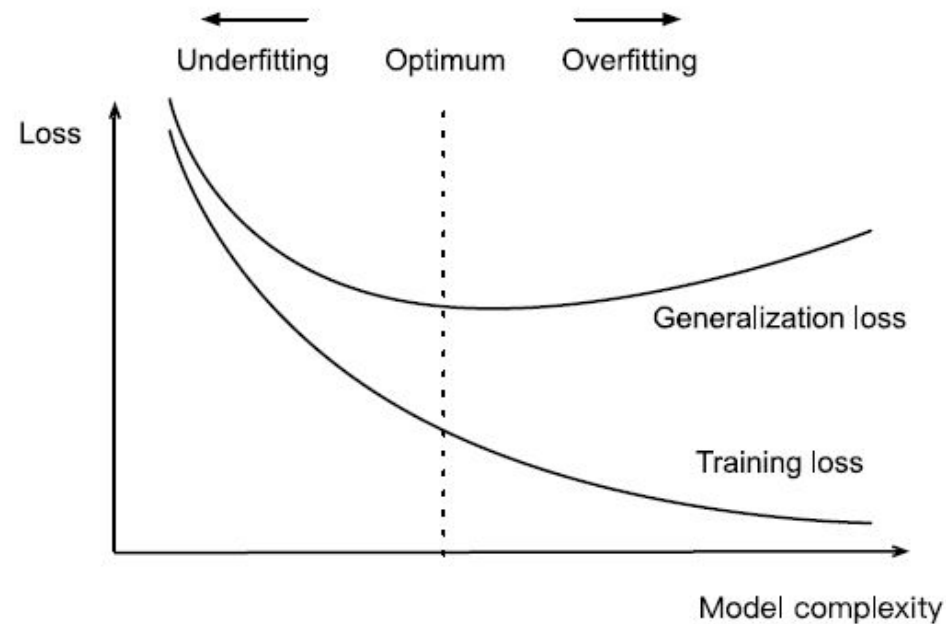 Underfitting Optimum Overfitting
Loss
Generalization loss
Training loss
Model complexity